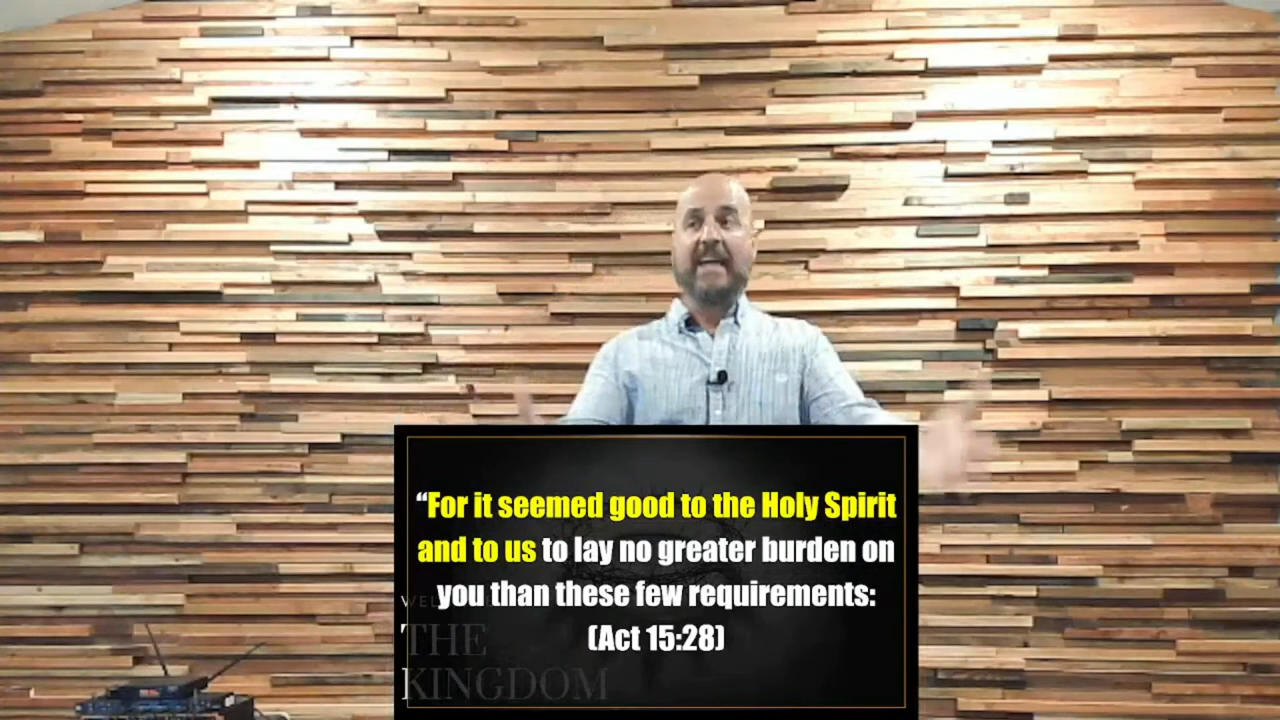 “For it seemed good to the Holy Spirit
and to us to lay no greater burden on
you than these few requirements:
(Act 15:28)
THE
KINGDOM